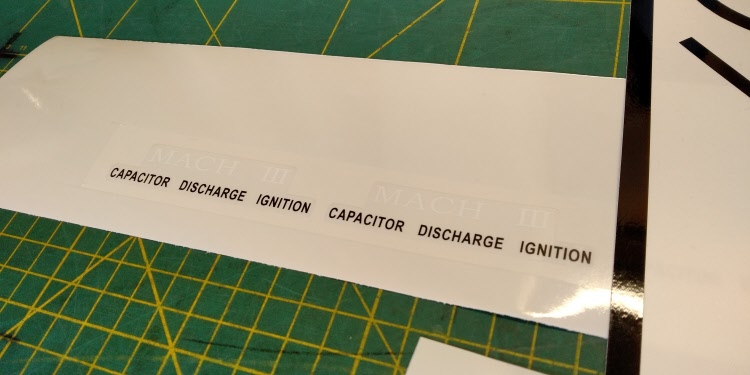 MACH III
CAPACITOR DISCHARGE IGNITION
MACH III
CAPACITOR DISCHARGE IGNITION